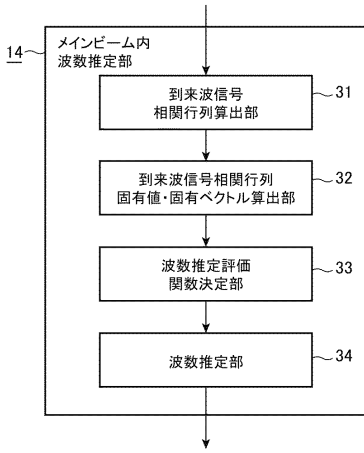 14
メインビーム内
波数推定部
到来波信号
相関行列算出部
31
到来波信号相関行列
固有値・固有ベクトル算出部
32
波数推定評価
関数決定部
33
波数推定部
34